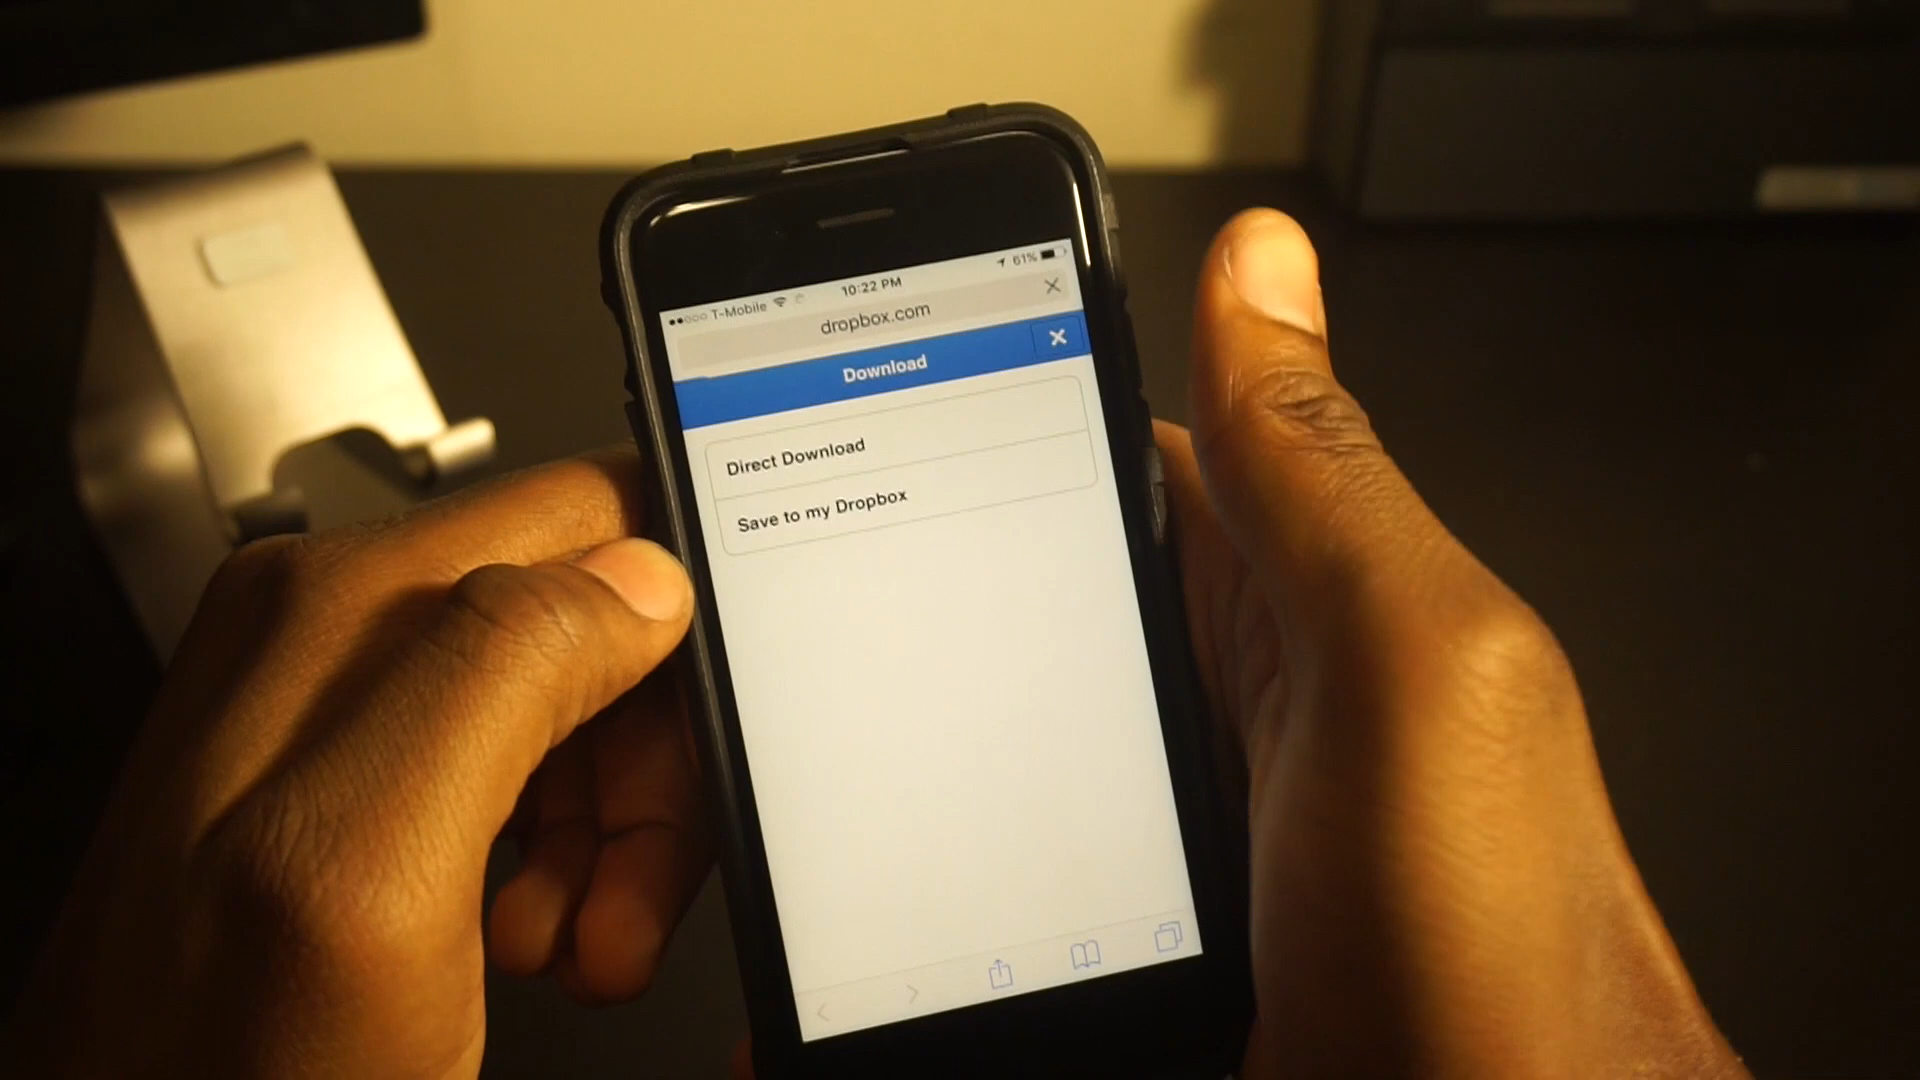 T-Mobile 10:22 PM 61%
dropbox.com
Download
Direct Download
Save to my Dropbox